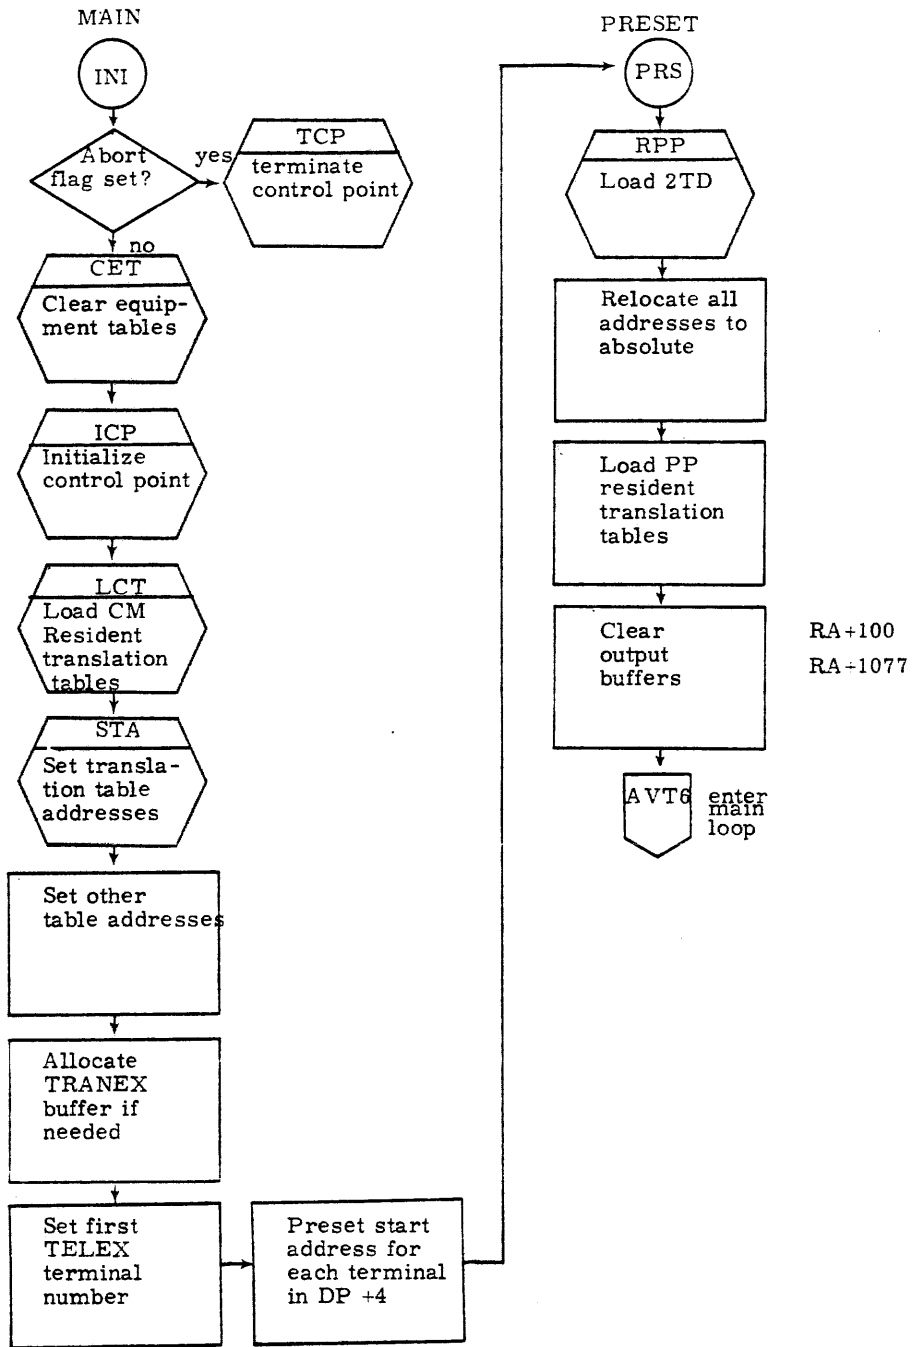 MAIN
INI
Abort
flag set?
yes
TCP
terminate
control point
no
CET
Clear equip-
ment tables
ICP
Initialize
control point
LCT
Load CM
Resident
translation
tables
STA
Set transla-
tion table
addresses
Set other
table addresses
Allocate
TRANEX
buffer if
needed
Set first
TELEX
terminal
number
Preset start
address for
each terminal
in DP +4
PRESET
PRS
RPP
Load 2TD
Relocate all
addresses to
absolute
Load PP
resident
translation
tables
Clear
output
buffers
RA+100
RA+1077
AVT6
enter
main
loop